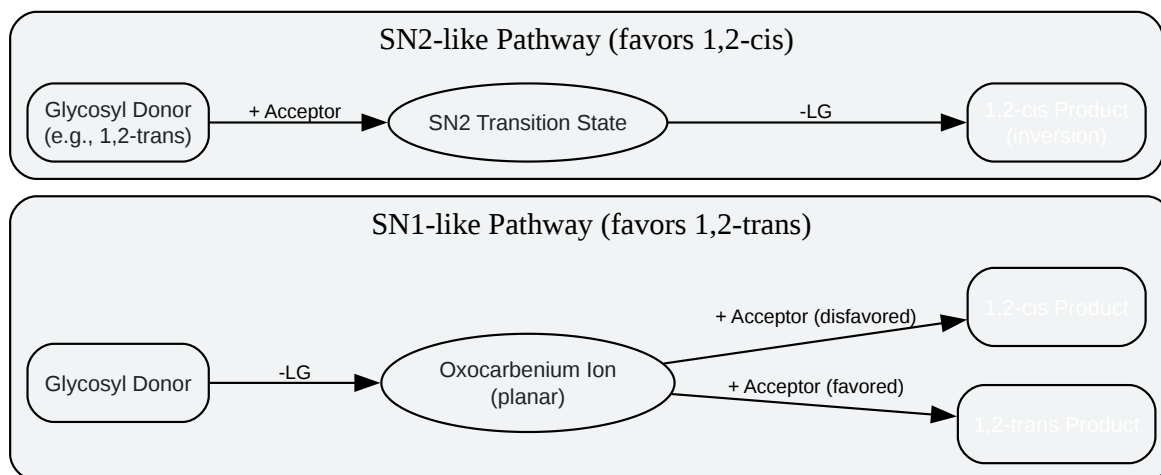 SN2-like Pathway (favors 1,2-cis)
Glycosyl Donor
(e.g., 1,2-trans)
+ Acceptor
SN2 Transition State
-LG
1,2-cis Product
(inversion)
SN1-like Pathway (favors 1,2-trans)
Glycosyl Donor
-LG
Oxocarbenium Ion
(planar)
+ Acceptor (disfavored)
1,2-cis Product
+ Acceptor (favored)
1,2-trans Product